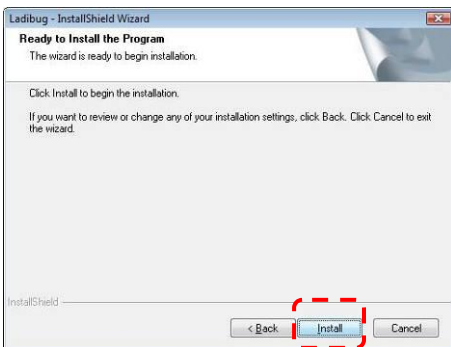 Ladibug - InstallShield Wizard
Ready to Install the Program
The wizard is ready to begin installation.
Click Install to begin the installation.
If you want to review or change any of your installation settings, click Back. Click Cancel to exit
the wizard.
InstallShield
< Back Install Cancel